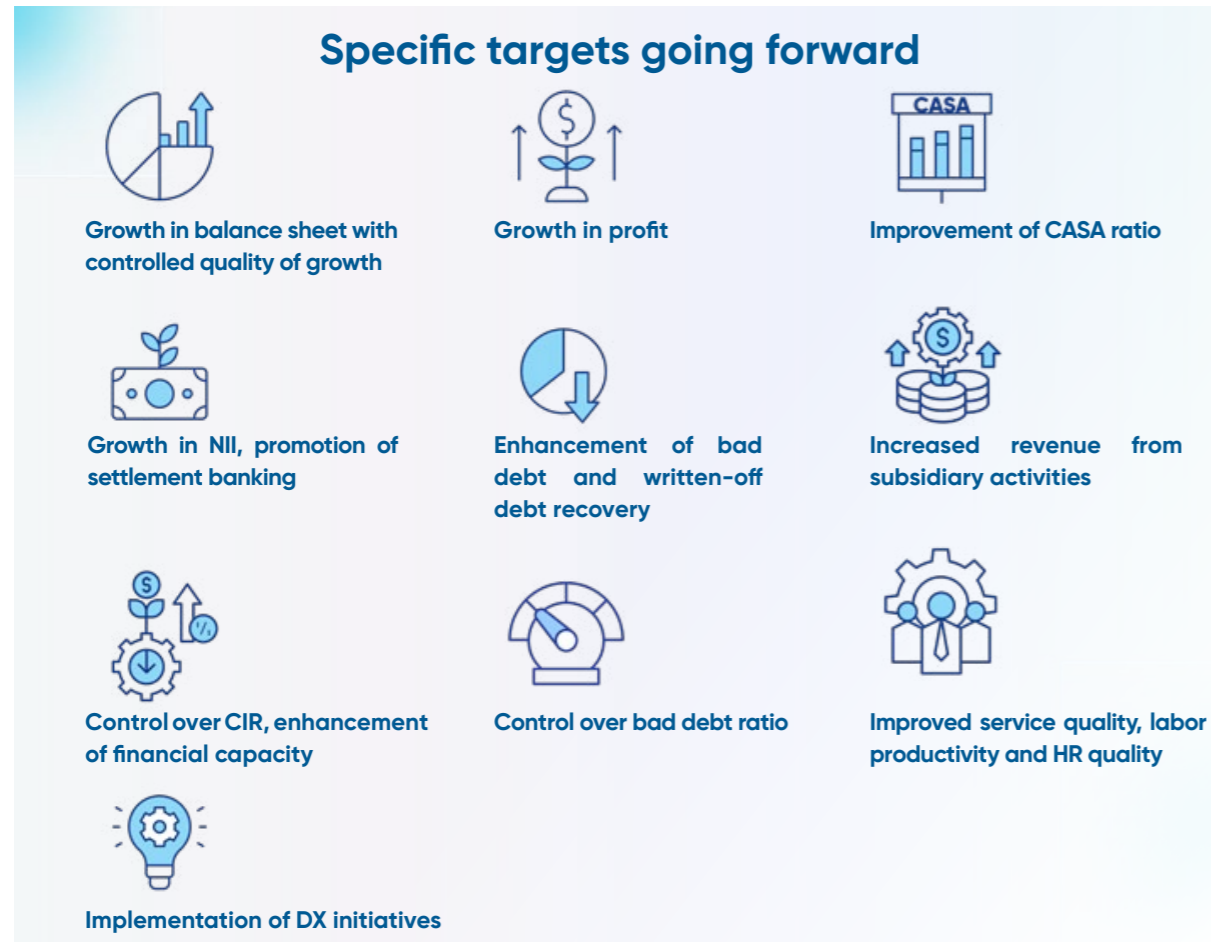 Specific targets going forward
Growth in balance sheet with
controlled quality of growth
$
Growth in profit
CASA
Improvement of CASA ratio
Growth in NII, promotion of
settlement banking
Enhancement of bad
debt and written-off
debt recovery
$
Increased revenue from
subsidiary activities
$
%
Control over CIR, enhancement
of financial capacity
Control over bad debt ratio
Improved service quality, labor
productivity and HR quality
Implementation of DX initiatives